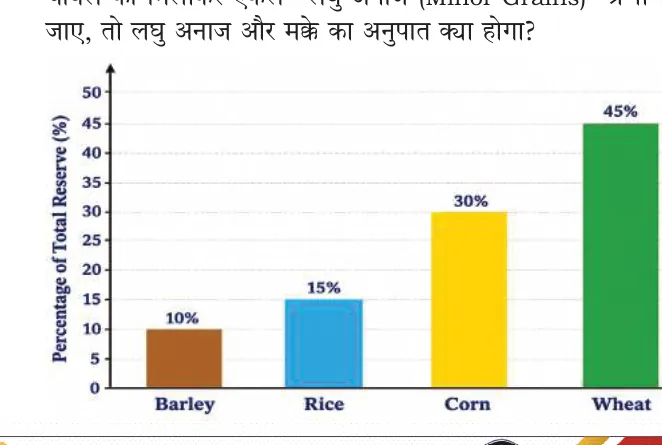 जाए, तो लघु अनाज और मक्के का अनुपात क्या होगा?
Percentage of Total Reserve (%)
50
45
40
35
30
25
20
15
10
5
0
10%
15%
30%
45%
Barley
Rice
Corn
Wheat